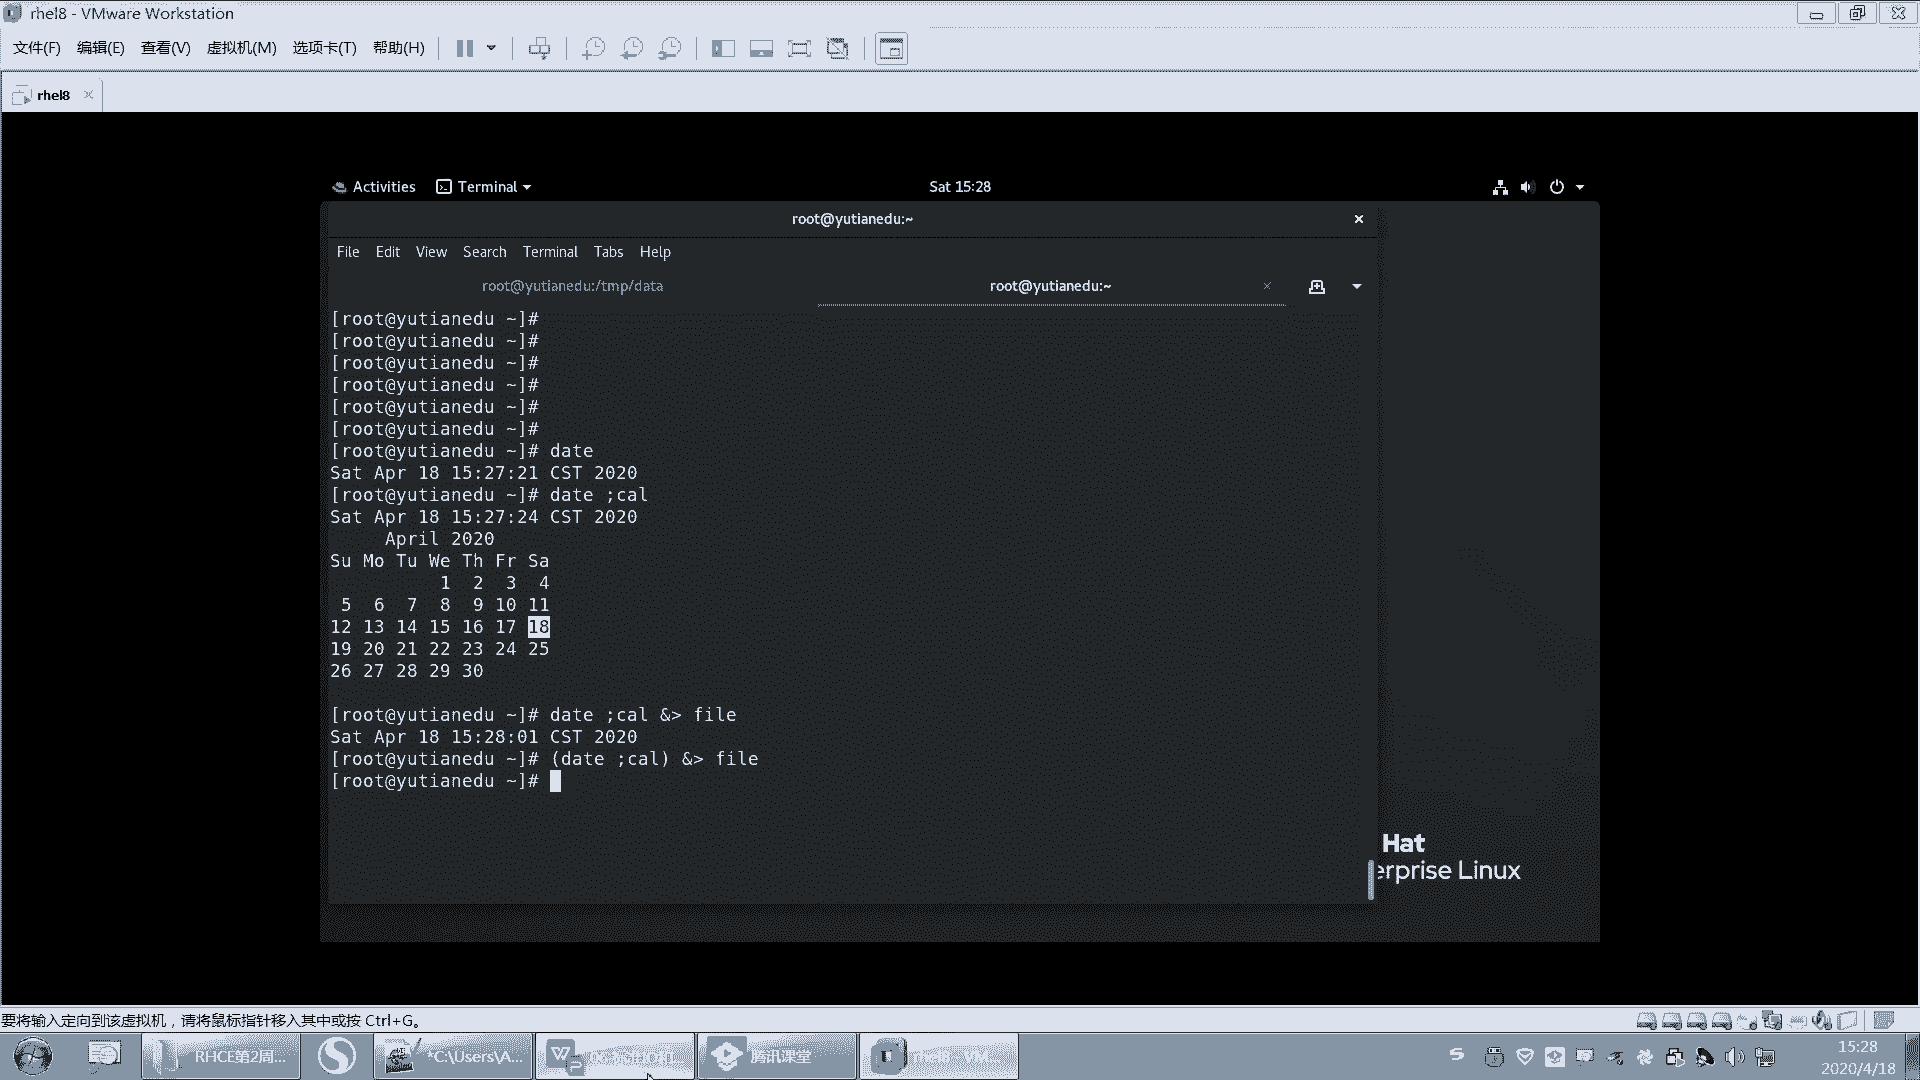 rhel8 - VMware Workstation
文件(F) 编辑(E) 查看(V) 虚拟机(M) 选项卡(T) 帮助(H)
rhel8
Activities Terminal Sat 15:28
root@yutianedu:~
File Edit View Search Terminal Tabs Help
root@yutianedu:/tmp/data root@yutianedu:~
[root@yutianedu ~]#
[root@yutianedu ~]#
[root@yutianedu ~]#
[root@yutianedu ~]#
[root@yutianedu ~]#
[root@yutianedu ~]#
[root@yutianedu ~]# date
Sat Apr 18 15:27:21 CST 2020
[root@yutianedu ~]# date ;cal
Sat Apr 18 15:27:24 CST 2020
April 2020
Su Mo Tu We Th Fr Sa
1 2 3 4
5 6 7 8 9 10 11
12 13 14 15 16 17 18
19 20 21 22 23 24 25
26 27 28 29 30
[root@yutianedu ~]# date ;cal &> file
Sat Apr 18 15:28:01 CST 2020
[root@yutianedu ~]# (date ;cal) &> file
[root@yutianedu ~]#
Hat
erprise Linux
要将输入定向到该虚拟机，请将鼠标指针移入其中或按 Ctrl+G。
RHCE第2周... *C:\Users\A... 腾讯课堂 rhel8 - VM...
15:28
2020/4/18